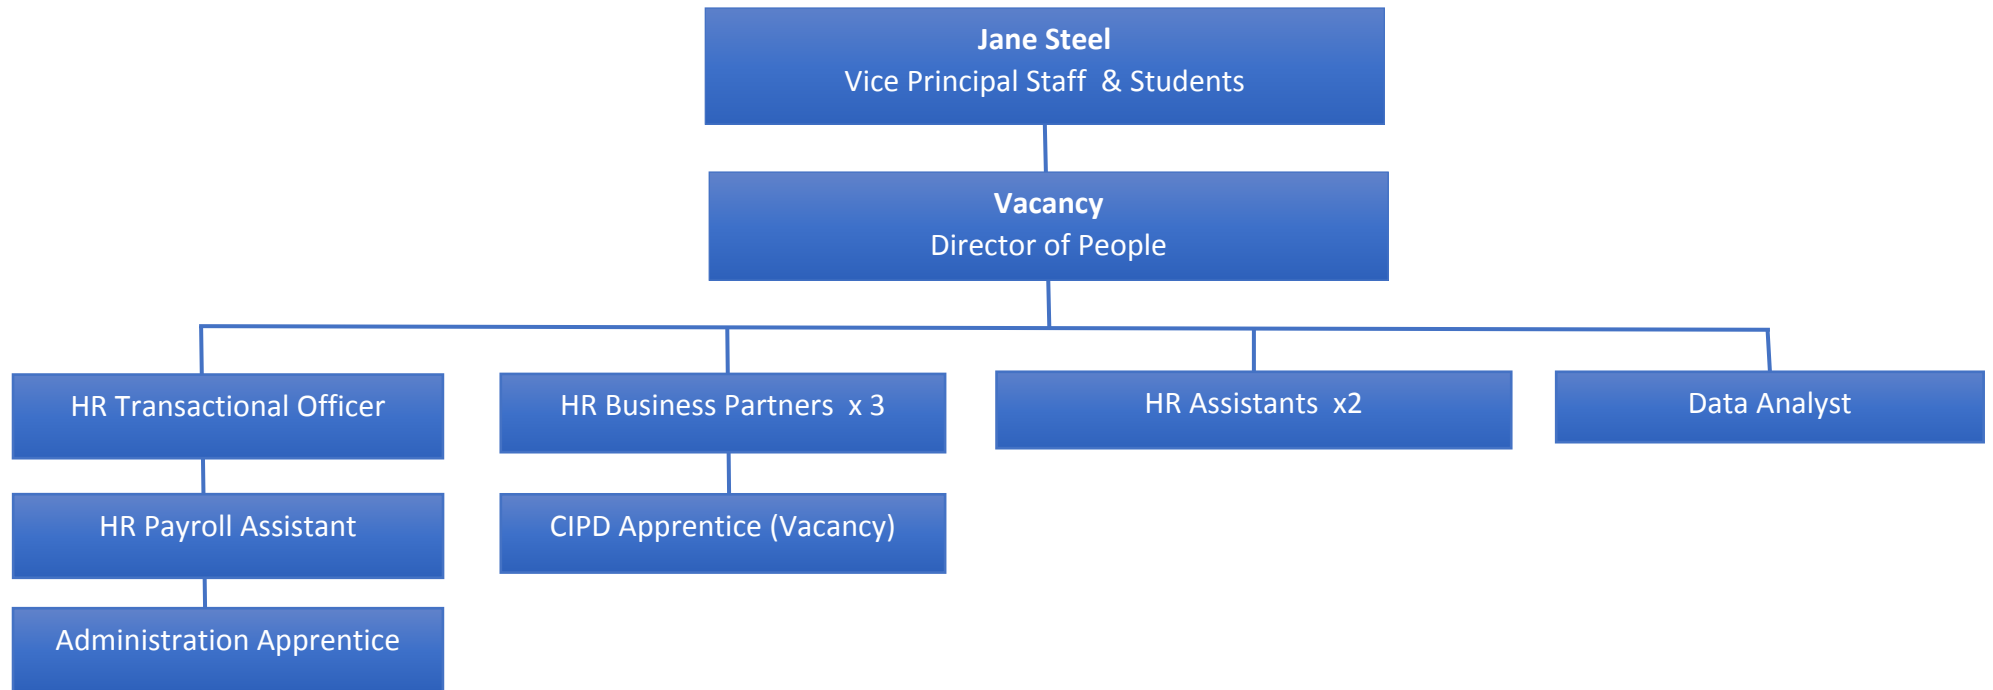 Jane Steel
Vice Principal Staff & Students
Vacancy
Director of People
HR Transactional Officer
HR Business Partners x 3
HR Assistants x2
Data Analyst
HR Payroll Assistant
CIPD Apprentice (Vacancy)
Administration Apprentice